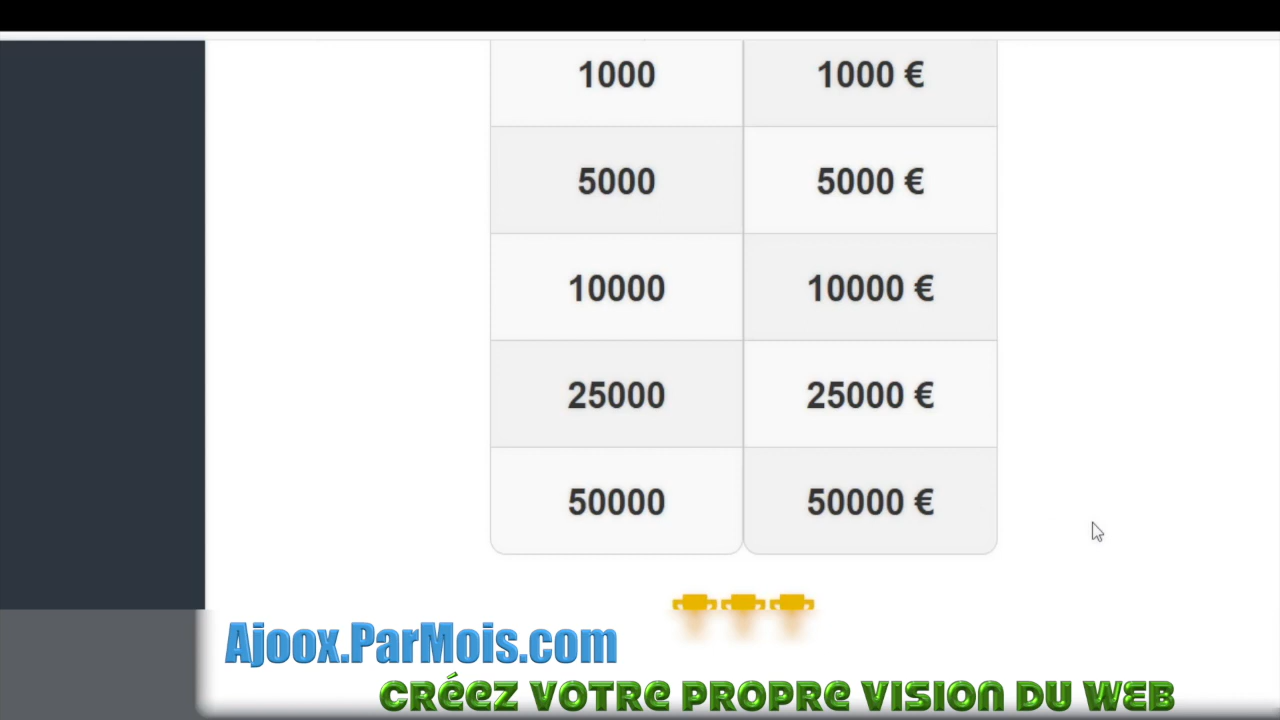 1000 1000 €
5000 5000 €
10000 10000 €
25000 25000 €
50000 50000 €
Ajoox.ParMois.com
CRÉEZ VOTRE PROPRE VISION DU WEB